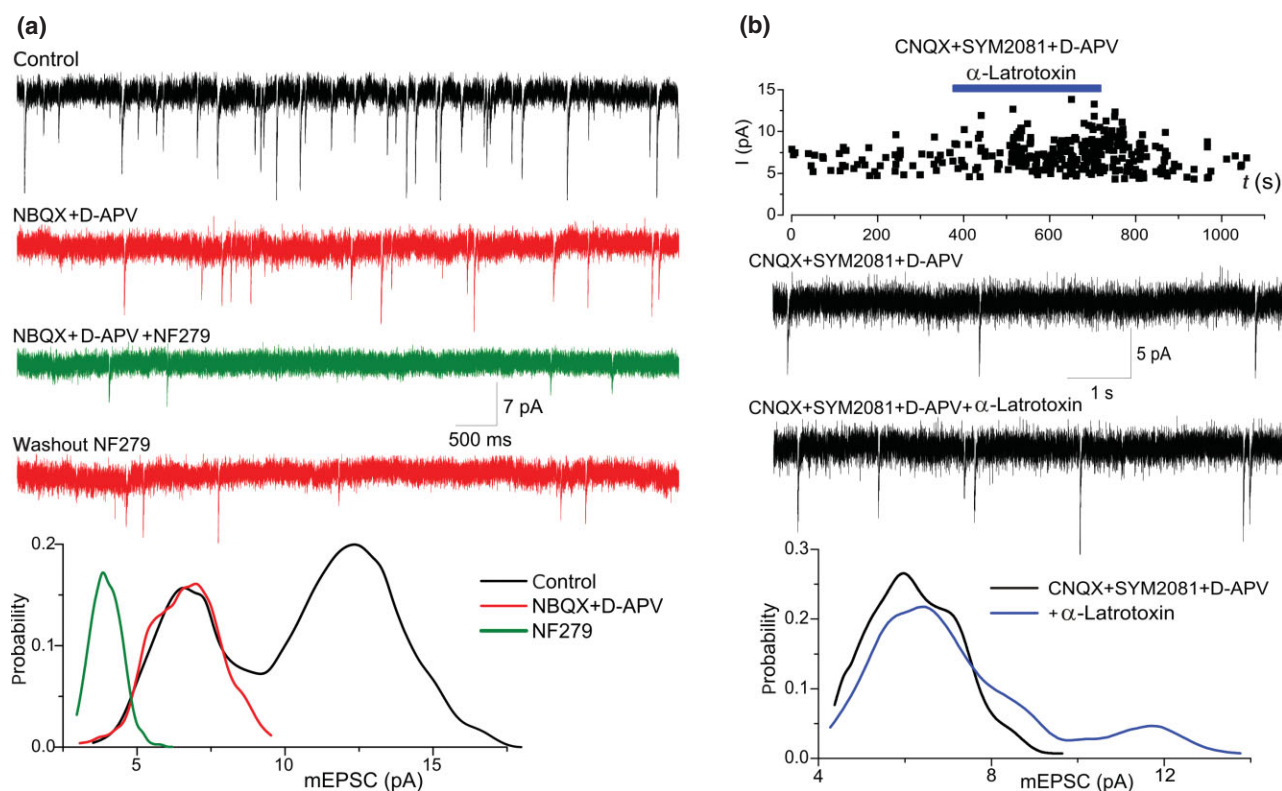 (a)
Control
NBQX+D-APV
NBQX+D-APV +NF279
7 pA
500 ms
Washout NF279
0.2
0.1
0.0
Probability
5
10
15
mEPSC (pA)
Control
NBQX+D-APV
NF279
(b)
CNQX+SYM2081+D-APV
α-Latrotoxin
15
10
5
0
I (pA)
t (s)
0
200
400
600
800
1000
CNQX+SYM2081+D-APV
5 pA
1 s
CNQX+SYM2081+D-APV+α-Latrotoxin
0.3
0.2
0.1
0.0
Probability
4
8
12
mEPSC (pA)
CNQX+SYM2081+D-APV
+α-Latrotoxin